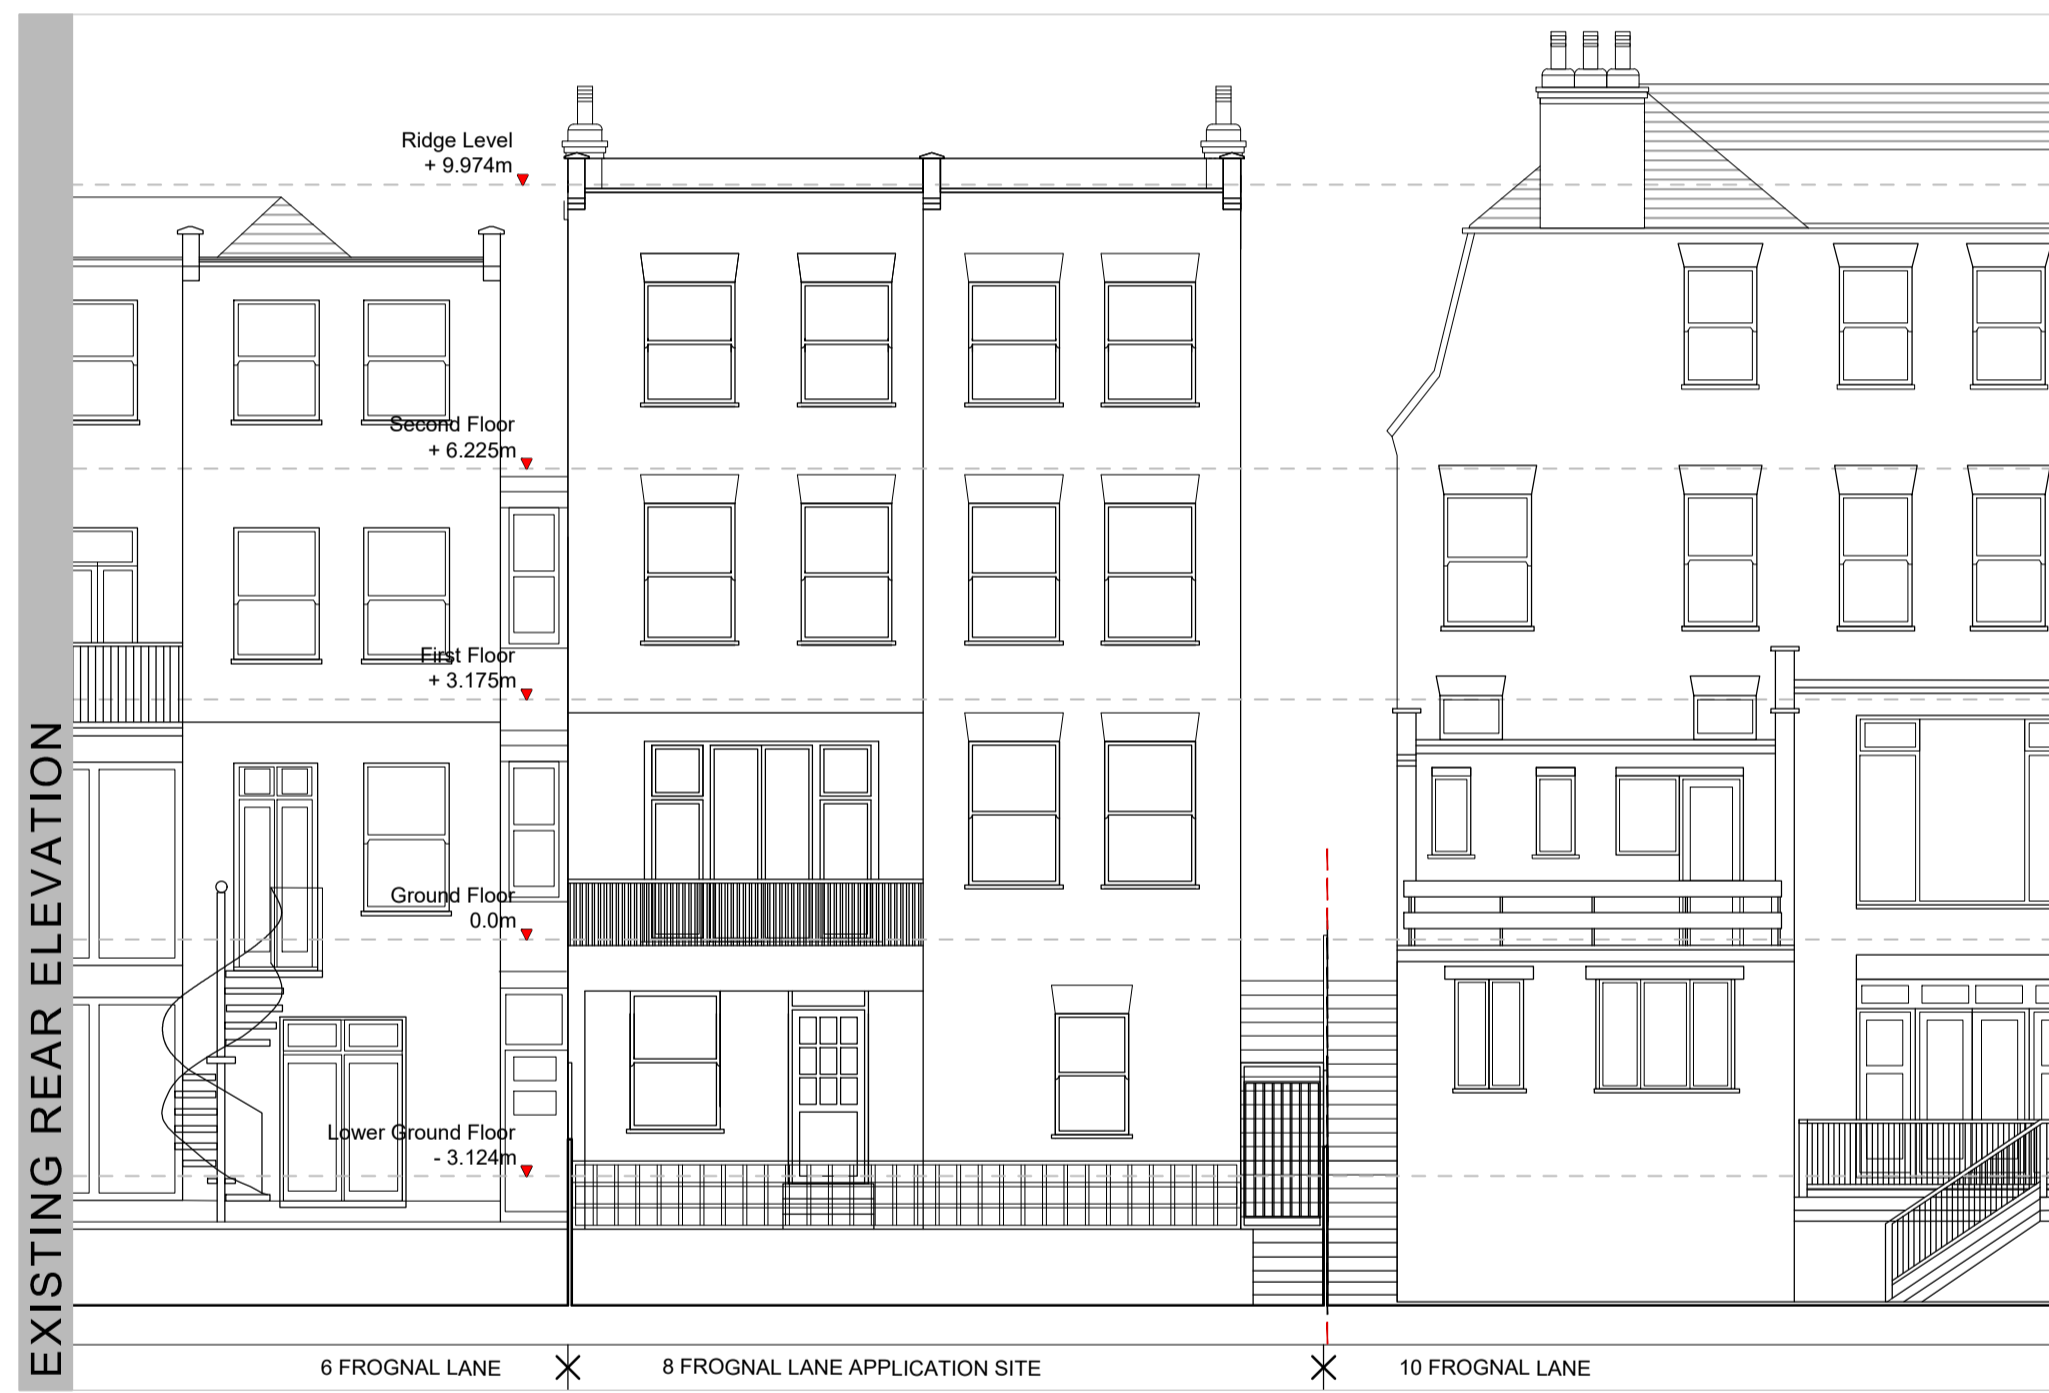 EXISTING REAR ELEVATION
Ridge Level
+ 9.974m
Second Floor
+ 6.225m
First Floor
+ 3.175m
Ground Floor
0.0m
Lower Ground Floor
- 3.124m
6 FROGNAL LANE
8 FROGNAL LANE APPLICATION SITE
10 FROGNAL LANE